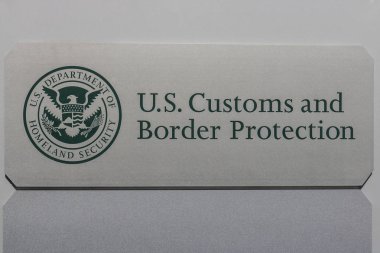 U.S. DEPARTMENT OF
HOMELAND SECURITY
U.S. Customs and
Border Protection